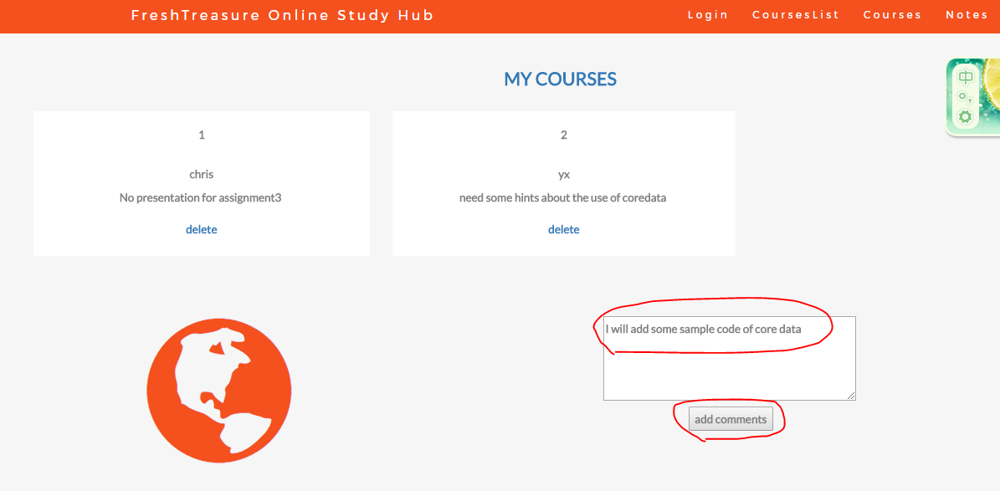 FreshTreasure Online Study Hub
Login CoursesList Courses Notes
MY COURSES
中
1
chris
No presentation for assignment3
delete
2
yx
need some hints about the use of coredata
delete
I will add some sample code of core data
add comments